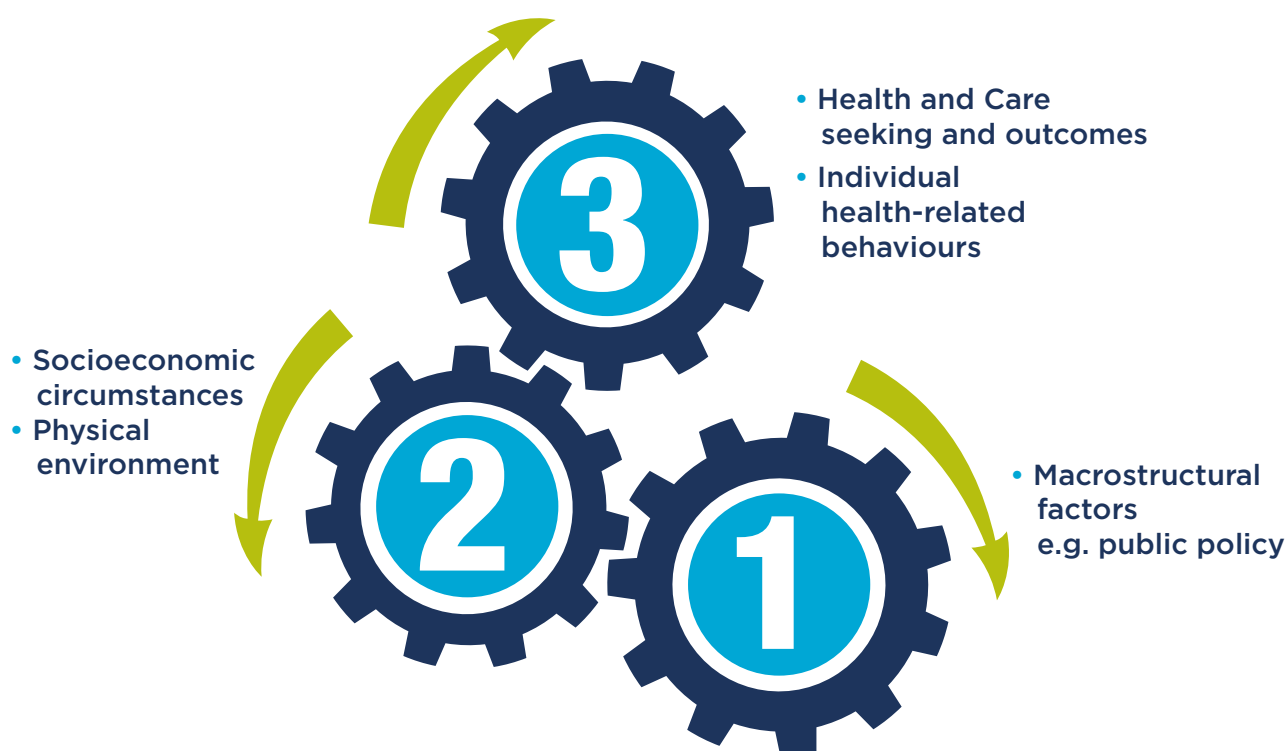 3
• Health and Care
seeking and outcomes
• Individual
health-related
behaviours
• Socioeconomic
circumstances
• Physical
environment
2
1
• Macrostructural
factors
e.g. public policy